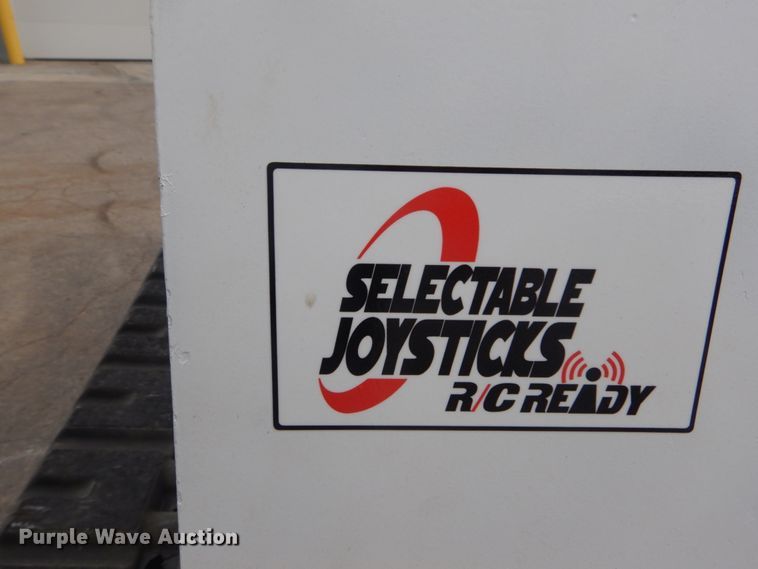 SELECTABLE
JOYSTICKS
R/C READY
Purple Wave Auction